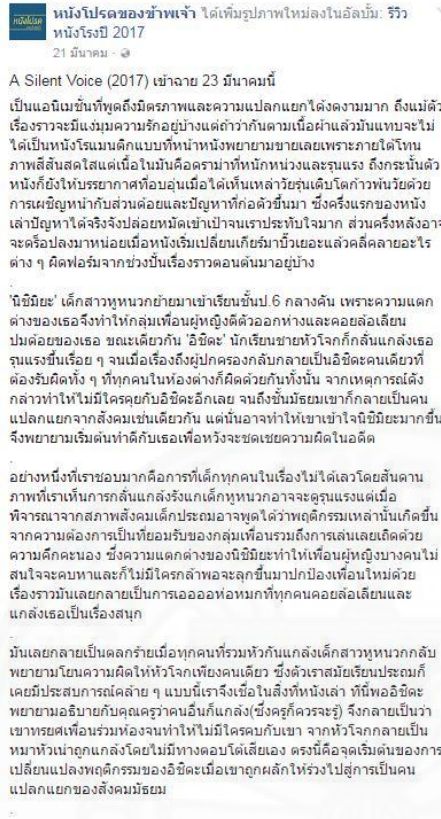 หนังโปรดของข้าพเจ้า ได้เพิ่มรูปภาพใหม่ลงในอัลบั้ม: รีวิว
หนังโรงปี 2017
21 มีนาคม ·
A Silent Voice (2017) เข้าฉาย 23 มีนาคมนี้
เป็นแอนิเมชั่นที่พูดถึงมิตรภาพและความแปลกแยกได้งดงามมาก ถึงแม้ตัว
เรื่องราวจะมีแง่มุมความรักอยู่บ้างแต่ถ้าว่ากันตามเนื้อผ้าแล้วมันแทบจะไม่
ได้เป็นหนังโรแมนติกแบบที่หน้าหนังพยายามขายเลยเพราะภายใต้โทน
ภาพสีสันสดใสแต่เนื้อในมันคือดราม่าที่หนักหน่วงและรุนแรง ถึงกระนั้นตัว
หนังก็ยังให้บรรยากาศที่อบอุ่นเมื่อได้เห็นเหล่าวัยรุ่นเติบโตก้าวพ้นวัยด้วย
การเผชิญหน้ากับส่วนด้อยและปัญหาที่ก่อตัวขึ้นมา ซึ่งครึ่งแรกของหนัง
เล่าปัญหาได้จริงจังปล่อยหมัดเข้าเป้าจนเราประทับใจมาก ส่วนครึ่งหลังอาจ
จะดร็อปลงมาหน่อยเมื่อหนังเริ่มเปลี่ยนเกียร์มาบิ้วเยอะแล้วคลี่คลายอะไร
ต่าง ๆ ผิดฟอร์มจากช่วงปั้นเรื่องราวตอนต้นมาอยู่บ้าง
.
'นิชิมิยะ' เด็กสาวหูหนวกย้ายมาเข้าเรียนชั้นป.6 กลางคัน เพราะความแตก
ต่างของเธอจึงทำให้กลุ่มเพื่อนผู้หญิงตีตัวออกห่างและคอยล้อเลียน
ปมด้อยของเธอ ขณะเดียวกัน 'อิชิดะ' นักเรียนชายหัวโจกก็กลั่นแกล้งเธอ
รุนแรงขึ้นเรื่อย ๆ จนเมื่อเรื่องถึงผู้ปกครองกลับกลายเป็นอิชิดะคนเดียวที่
ต้องรับผิดทั้ง ๆ ที่ทุกคนในห้องต่างก็ผิดด้วยกันทั้งนั้น จากเหตุการณ์ดัง
กล่าวทำให้ไม่มีใครคุยกับอิชิดะอีกเลย จนถึงชั้นมัธยมเขาก็กลายเป็นคน
แปลกแยกจากสังคมเช่นเดียวกัน แต่นั่นอาจทำให้เขาเข้าใจนิชิมิยะมากขึ้น
จึงพยายามเริ่มต้นทำดีกับเธอเพื่อหวังจะชดเชยความผิดในอดีต
.
อย่างหนึ่งที่เราชอบมากคือการที่เด็กทุกคนในเรื่องไม่ได้เลวโดยสันดาน
ภาพที่เราเห็นการกลั่นแกล้งรังแกเด็กหูหนวกอาจจะดูรุนแรงแต่เมื่อ
พิจารณาจากสภาพสังคมเด็กประถมอาจพูดได้ว่าพฤติกรรมเหล่านั้นเกิดขึ้น
จากความต้องการเป็นที่ยอมรับของกลุ่มเพื่อนรวมถึงการเล่นเลยเถิดด้วย
ความคึกคะนอง ซึ่งความแตกต่างของนิชิมิยะทำให้เพื่อนผู้หญิงบางคนไม่
สนใจจะคบหาและก็ไม่มีใครกล้าพอจะลุกขึ้นมาปกป้องเพื่อนใหม่ด้วย
เรื่องราวมันเลยกลายเป็นการเออออห่อหมกที่ทุกคนคอยล้อเลียนและ
แกล้งเธอเป็นเรื่องสนุก
.
มันเลยกลายเป็นตลกร้ายเมื่อทุกคนที่รวมหัวกันแกล้งเด็กสาวหูหนวกกลับ
พยายามโยนความผิดให้หัวโจกเพียงคนเดียว ซึ่งตัวเราสมัยเรียนประถมก็
เคยมีประสบการณ์คล้าย ๆ แบบนี้เราจึงเชื่อในสิ่งที่หนังเล่า ทีนี้พออิชิดะ
พยายามอธิบายกับคุณครูว่าคนอื่นก็แกล้ง(ซึ่งครูก็ควรจะรู้) จึงกลายเป็นว่า
เขาทรยศเพื่อนร่วมห้องจนทำให้ไม่มีใครคบกับเขา จากหัวโจกกลายเป็น
หมาหัวเน่าถูกแกล้งโดยไม่มีทางตอบโต้เสียเอง ตรงนี้คือจุดเริ่มต้นของการ
เปลี่ยนแปลงพฤติกรรมของอิชิดะเมื่อเขาถูกผลักให้ร่วงไปสู่การเป็นคน
แปลกแยกของสังคมมัธยม
.